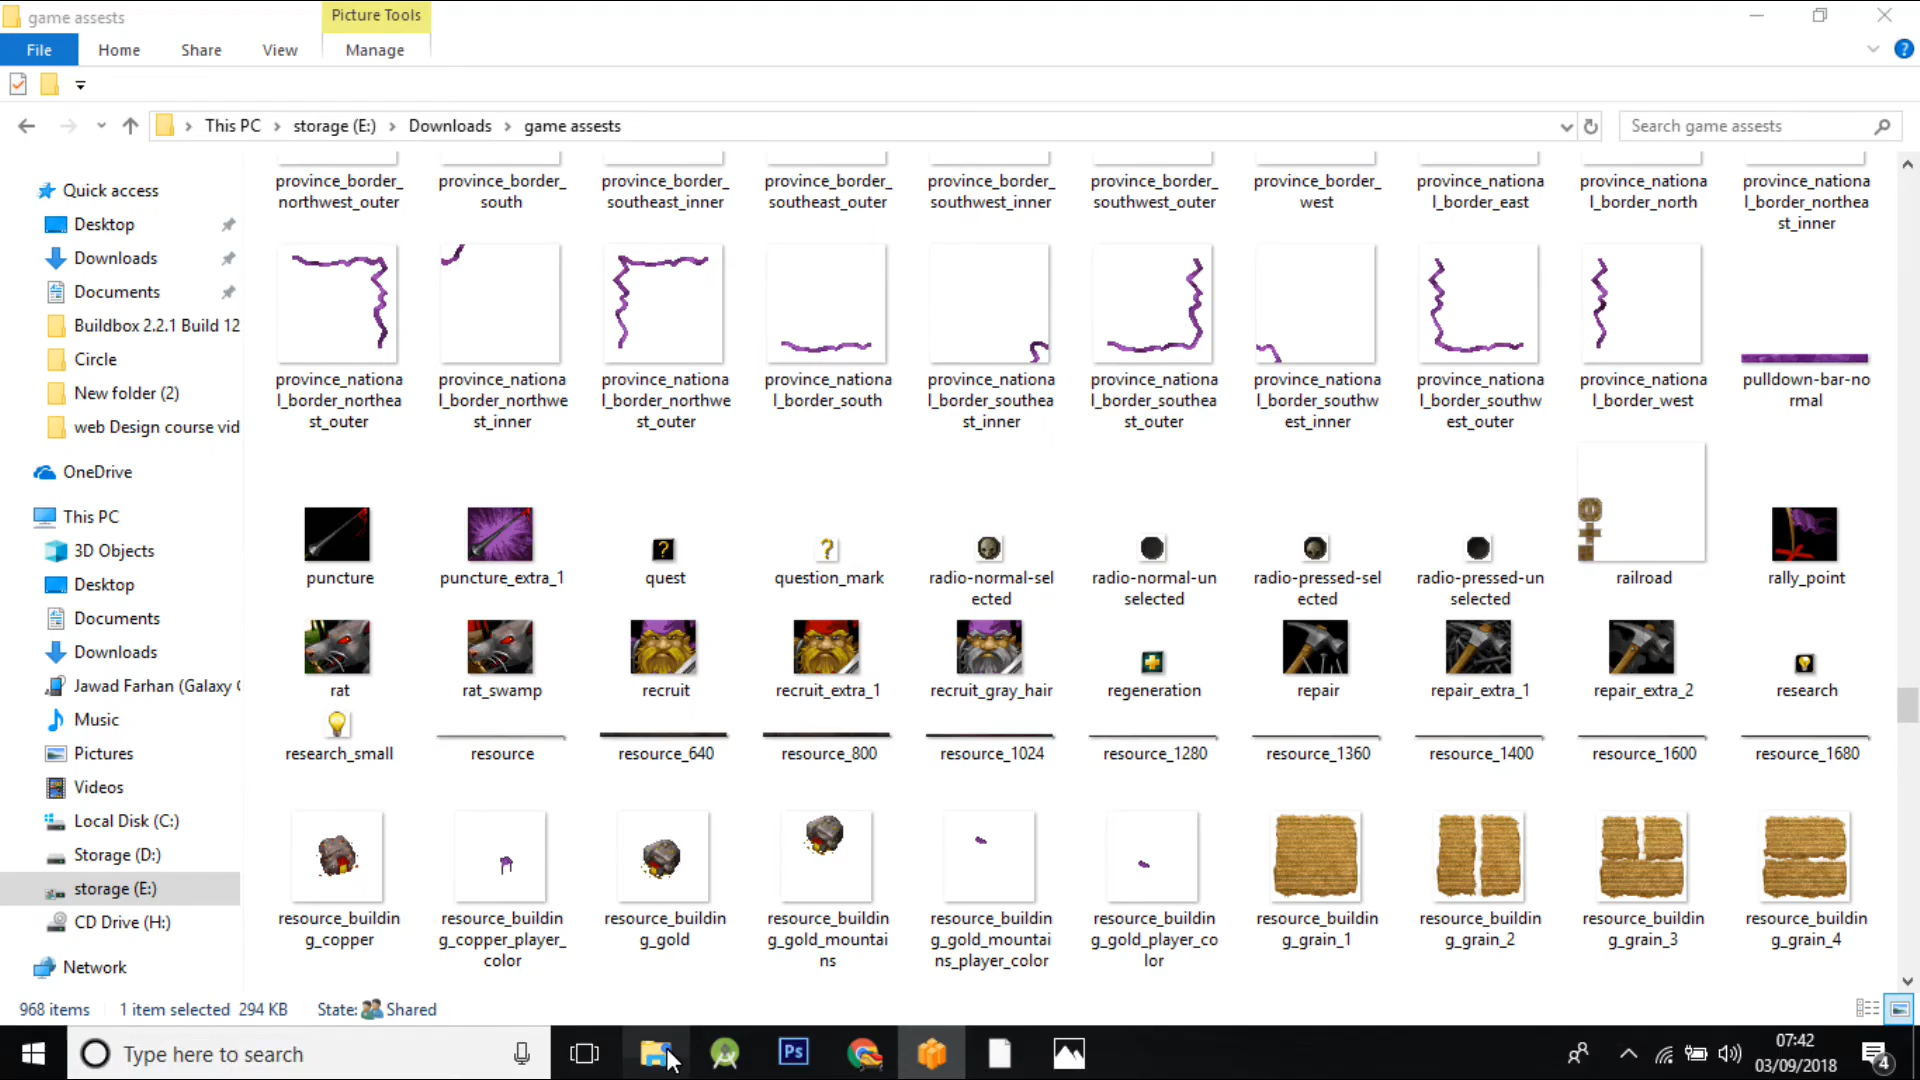 game assests
Picture Tools
File
Home
Share
View
Manage
This PC
storage (E:)
Downloads
game assests
Search game assests
Quick access
Desktop
Downloads
Documents
Buildbox 2.2.1 Build 12
Circle
New folder (2)
web Design course vid
OneDrive
This PC
3D Objects
Desktop
Documents
Downloads
Jawad Farhan (Galaxy
Music
Pictures
Videos
Local Disk (C:)
Storage (D:)
storage (E:)
CD Drive (H:)
Network
province_border_
northwest_outer
province_border_
south
province_border_
southeast_inner
province_border_
southeast_outer
province_border_
southwest_inner
province_border_
southwest_outer
province_border_
west
province_nationa
l_border_east
province_nationa
l_border_north
province_nationa
l_border_northea
st_inner
province_nationa
l_border_northea
st_outer
province_nationa
l_border_northwe
st_inner
province_nationa
l_border_northwe
st_outer
province_nationa
l_border_south
province_nationa
l_border_southea
st_inner
province_nationa
l_border_southea
st_outer
province_nationa
l_border_southw
est_inner
province_nationa
l_border_southw
est_outer
province_nationa
l_border_west
pulldown-bar-no
rmal
puncture
puncture_extra_1
quest
question_mark
radio-normal-sel
ected
radio-normal-un
selected
radio-pressed-sel
ected
radio-pressed-un
selected
railroad
rally_point
rat
rat_swamp
recruit
recruit_extra_1
recruit_gray_hair
regeneration
repair
repair_extra_1
repair_extra_2
research
research_small
resource
resource_640
resource_800
resource_1024
resource_1280
resource_1360
resource_1400
resource_1600
resource_1680
resource_buildin
g_copper
resource_buildin
g_copper_player_
color
resource_buildin
g_gold
resource_buildin
g_gold_mountai
ns
resource_buildin
g_gold_mountai
ns_player_color
resource_buildin
g_gold_player_co
lor
resource_buildin
g_grain_1
resource_buildin
g_grain_2
resource_buildin
g_grain_3
resource_buildin
g_grain_4
968 items
1 item selected 294 KB
State:
Shared
Type here to search
Ps
07:42
03/09/2018
4